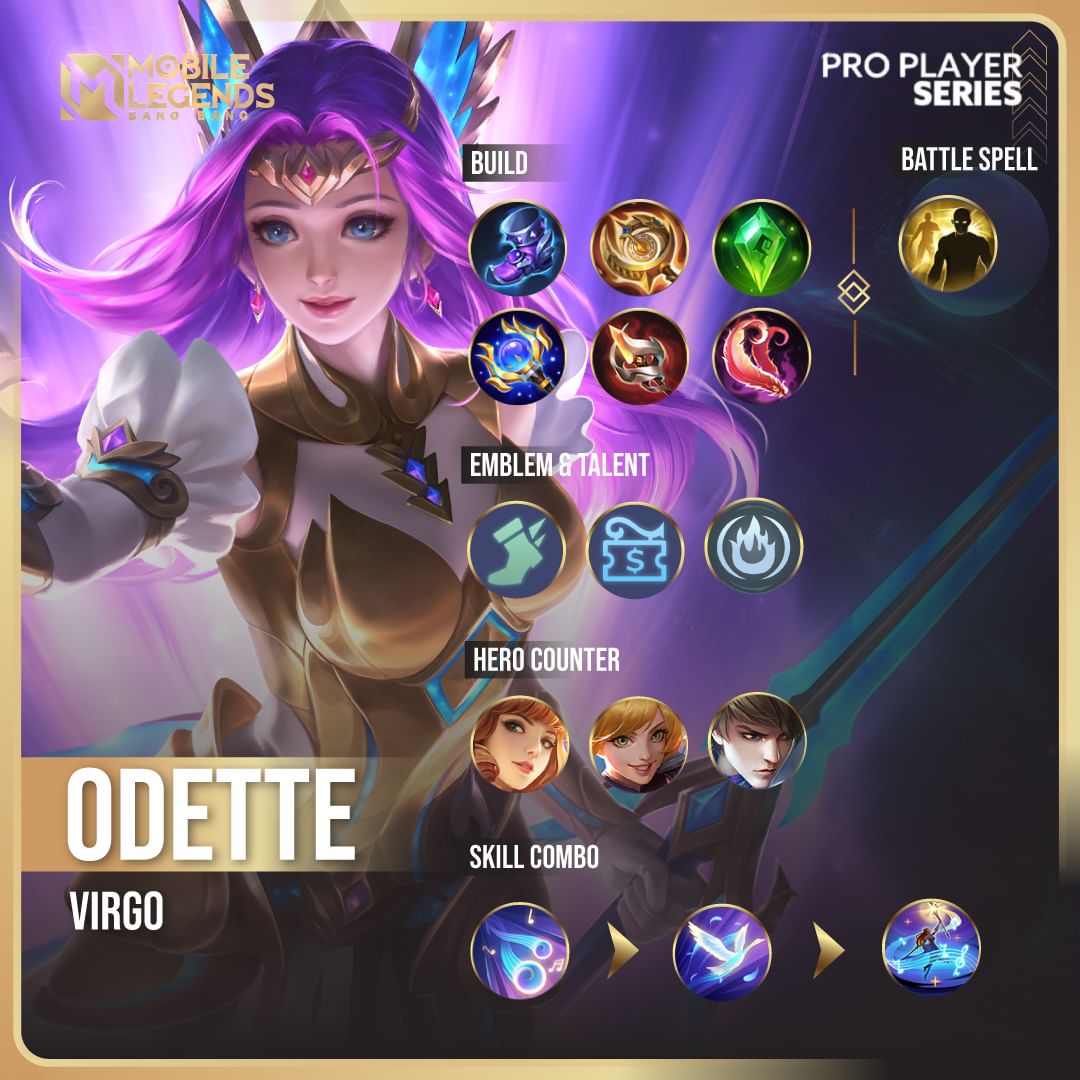 MOBILE
LEGENDS
BANG BANG
PRO PLAYER
SERIES
BUILD
BATTLE SPELL
EMBLEM & TALENT
$
HERO COUNTER
ODETTE
VIRGO
SKILL COMBO